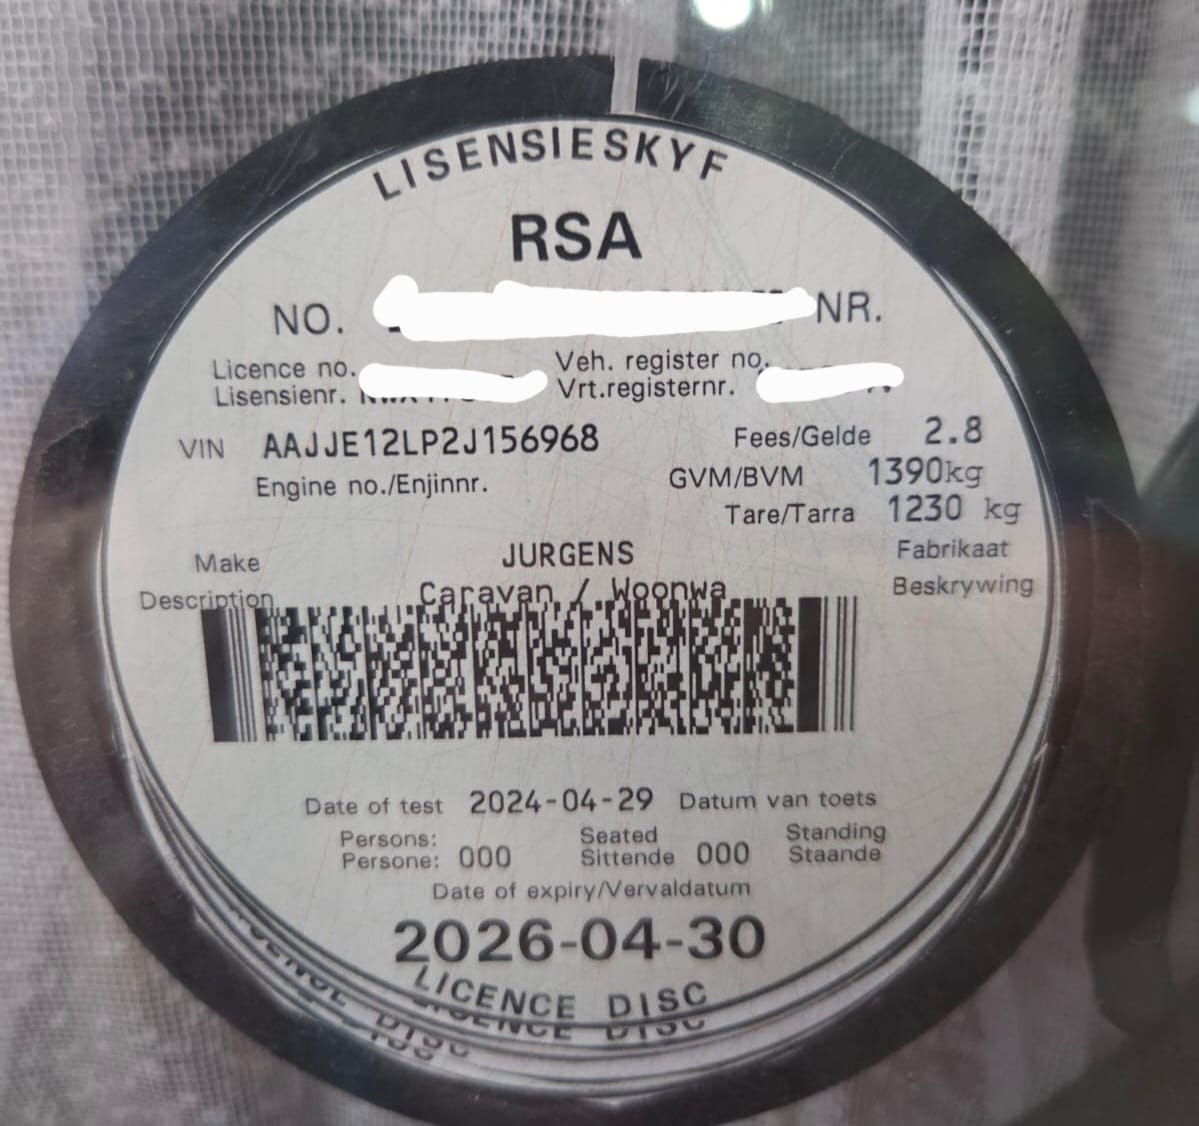 LISENSIESKYF
RSA
NO. NR.
Licence no. Veh. register no.
Lisensienr. Vrt.registernr.
VIN AAJJE12LP2J156968 Fees/Gelde 2.8
Engine no./Enjinnr. GVM/BVM 1390kg
Tare/Tarra 1230 kg
Make JURGENS Fabrikaat
Description Caravan / Woonwa Beskrywing
Date of test 2024-04-29 Datum van toets
Persons: Seated Standing
Persone: 000 Sittende 000 Staande
Date of expiry/Vervaldatum
2026-04-30
LICENCE DISC
LICENCE DISC